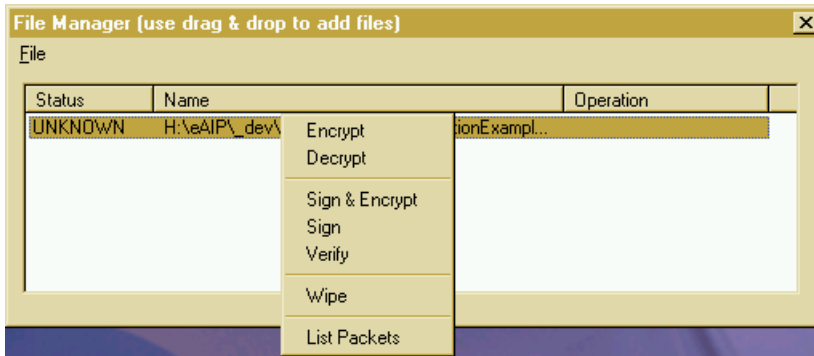 File Manager (use drag & drop to add files)
File
Status Name Operation
UNKNOWN H:\eAIP\_dev\ ionExampl...
Encrypt
Decrypt
Sign & Encrypt
Sign
Verify
Wipe
List Packets